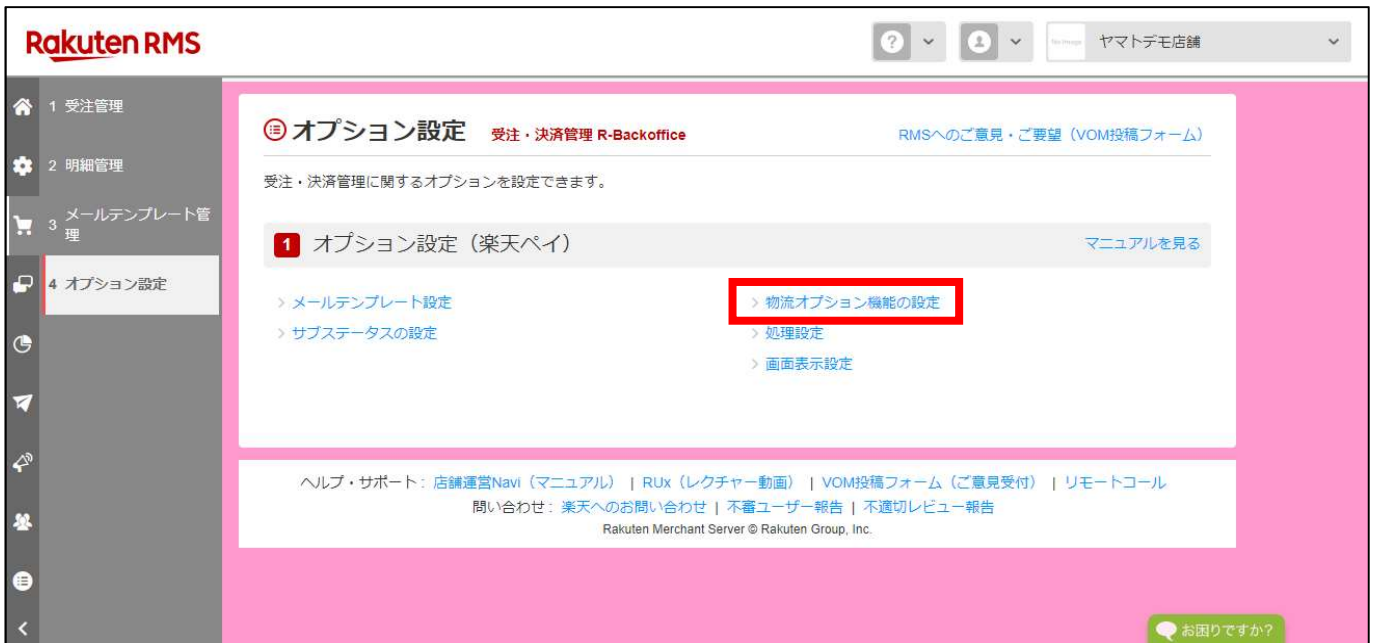 Rakuten RMS
ヤマトデモ店舗
1 受注管理
2 明細管理
3 メールテンプレート管
理
4 オプション設定
オプション設定 受注・決済管理 R-Backoffice
RMSへのご意見・ご要望（VOM投稿フォーム）
受注・決済管理に関するオプションを設定できます。
1 オプション設定（楽天ペイ）
マニュアルを見る
> メールテンプレート設定
> サブステータスの設定
> 物流オプション機能の設定
> 処理設定
> 画面表示設定
ヘルプ・サポート： 店舗運営Navi（マニュアル） | RUx（レクチャー動画） | VOM投稿フォーム（ご意見受付） | リモートコール
問い合わせ： 楽天へのお問い合わせ | 不審ユーザー報告 | 不適切レビュー報告
Rakuten Merchant Server © Rakuten Group, Inc.
お困りですか?